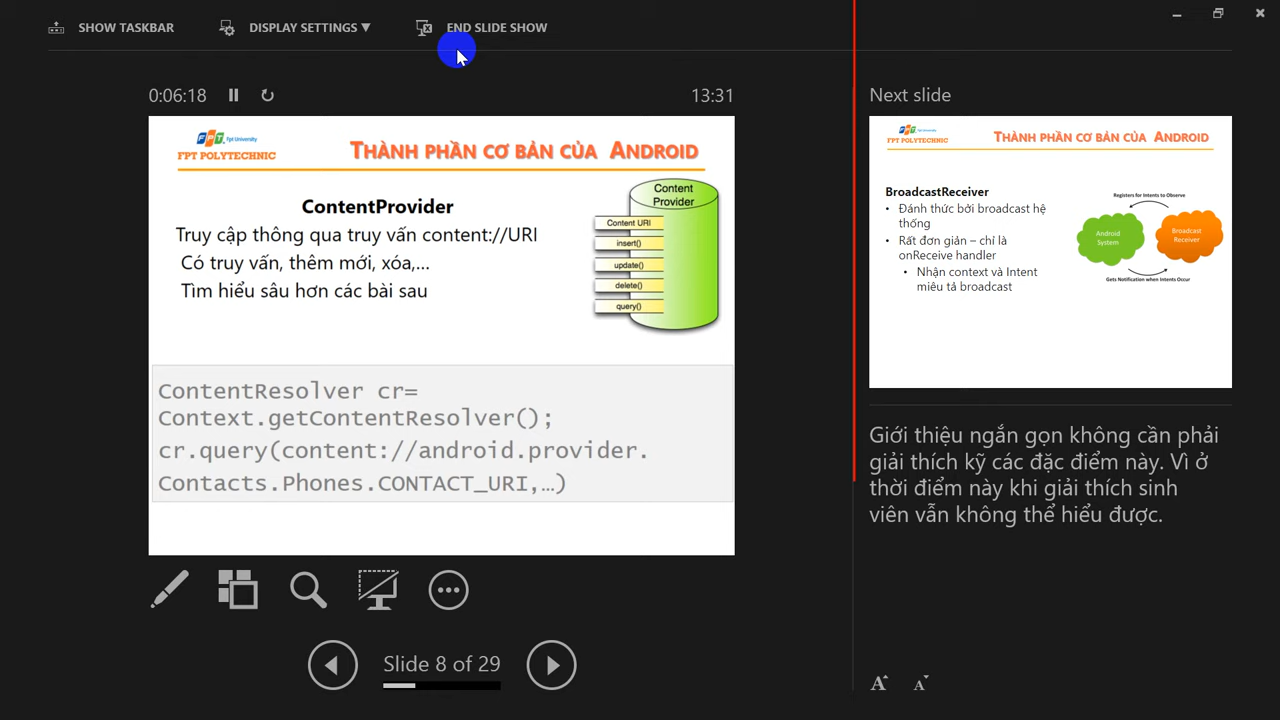 SHOW TASKBAR
DISPLAY SETTINGS ▼
END SLIDE SHOW
0:06:18
13:31
FPT Fpt University
FPT POLYTECHNIC
THÀNH PHẦN CƠ BẢN CỦA ANDROID
ContentProvider
Truy cập thông qua truy vấn content://URI
Có truy vấn, thêm mới, xóa,...
Tìm hiểu sâu hơn các bài sau
Content
Provider
Content URI
insert()
update()
delete()
query()
ContentResolver cr=
Context.getContentResolver();
cr.query(content://android.provider.
Contacts.Phones.CONTACT_URI,…)
Slide 8 of 29
Next slide
FPT Fpt University
FPT POLYTECHNIC
THÀNH PHẦN CƠ BẢN CỦA ANDROID
BroadcastReceiver
• Đánh thức bởi broadcast hệ
thống
• Rất đơn giản – chỉ là
onReceive handler
• Nhận context và Intent
miêu tả broadcast
Registers for Intents to Observe
Android
System
Broadcast
Receiver
Gets Notification when Intents Occur
Giới thiệu ngắn gọn không cần phải
giải thích kỹ các đặc điểm này. Vì ở
thời điểm này khi giải thích sinh
viên vẫn không thể hiểu được.
A A